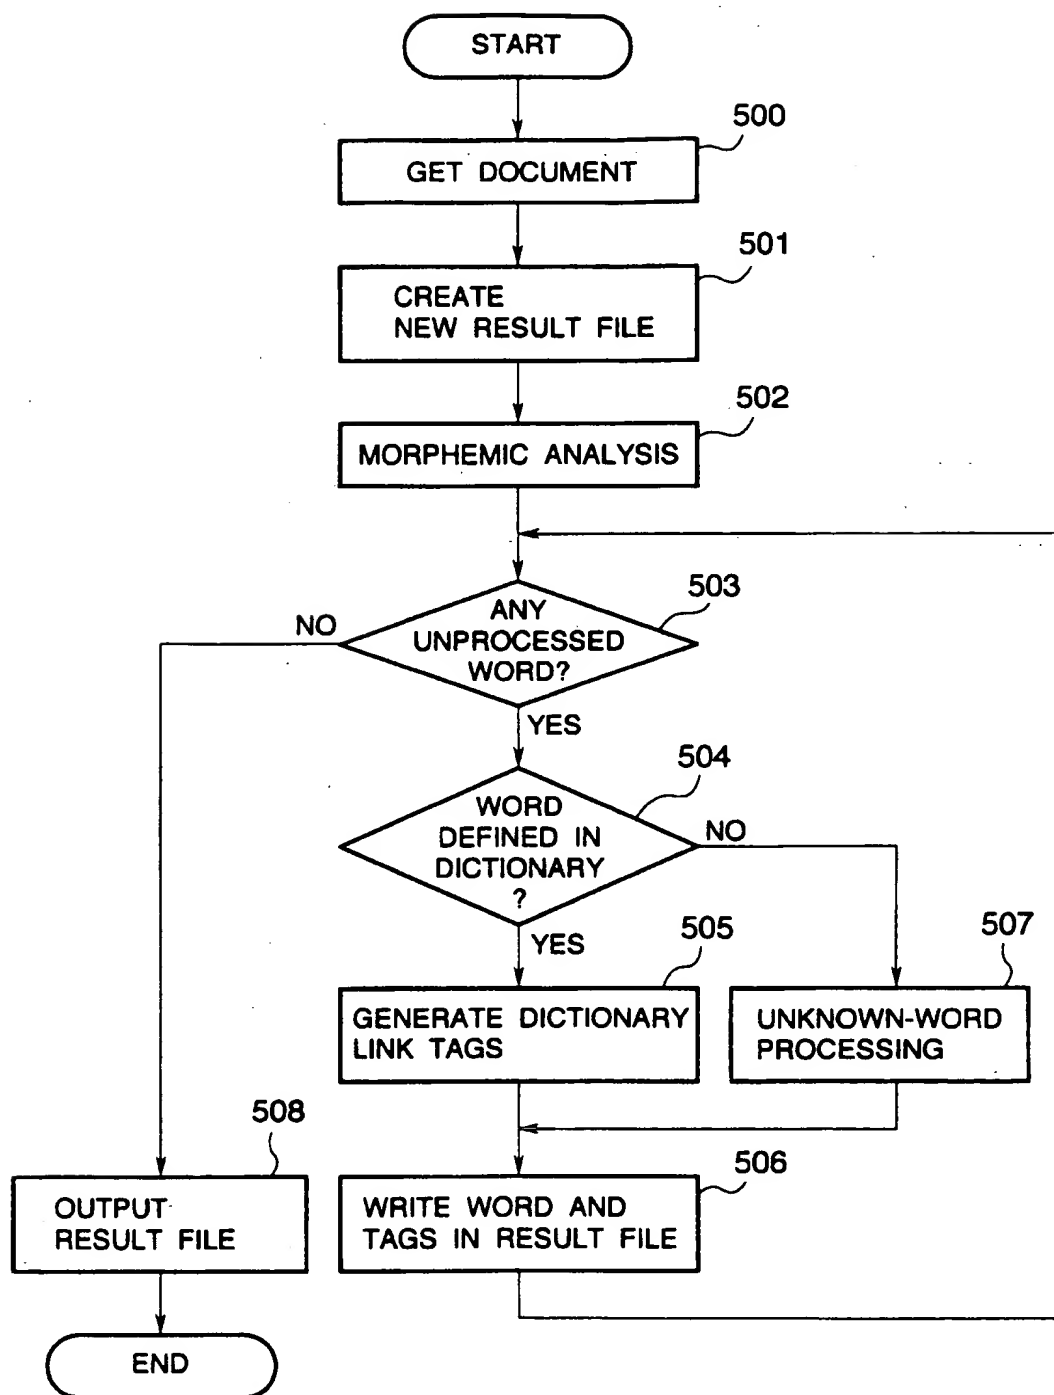 START
500
GET DOCUMENT
501
CREATE
NEW RESULT FILE
502
MORPHEMIC ANALYSIS
503
NO
ANY
UNPROCESSED
WORD?
YES
504
WORD
DEFINED IN
DICTIONARY
?
NO
YES
505
507
GENERATE DICTIONARY
LINK TAGS
UNKNOWN-WORD
PROCESSING
508
506
OUTPUT
RESULT FILE
WRITE WORD AND
TAGS IN RESULT FILE
END